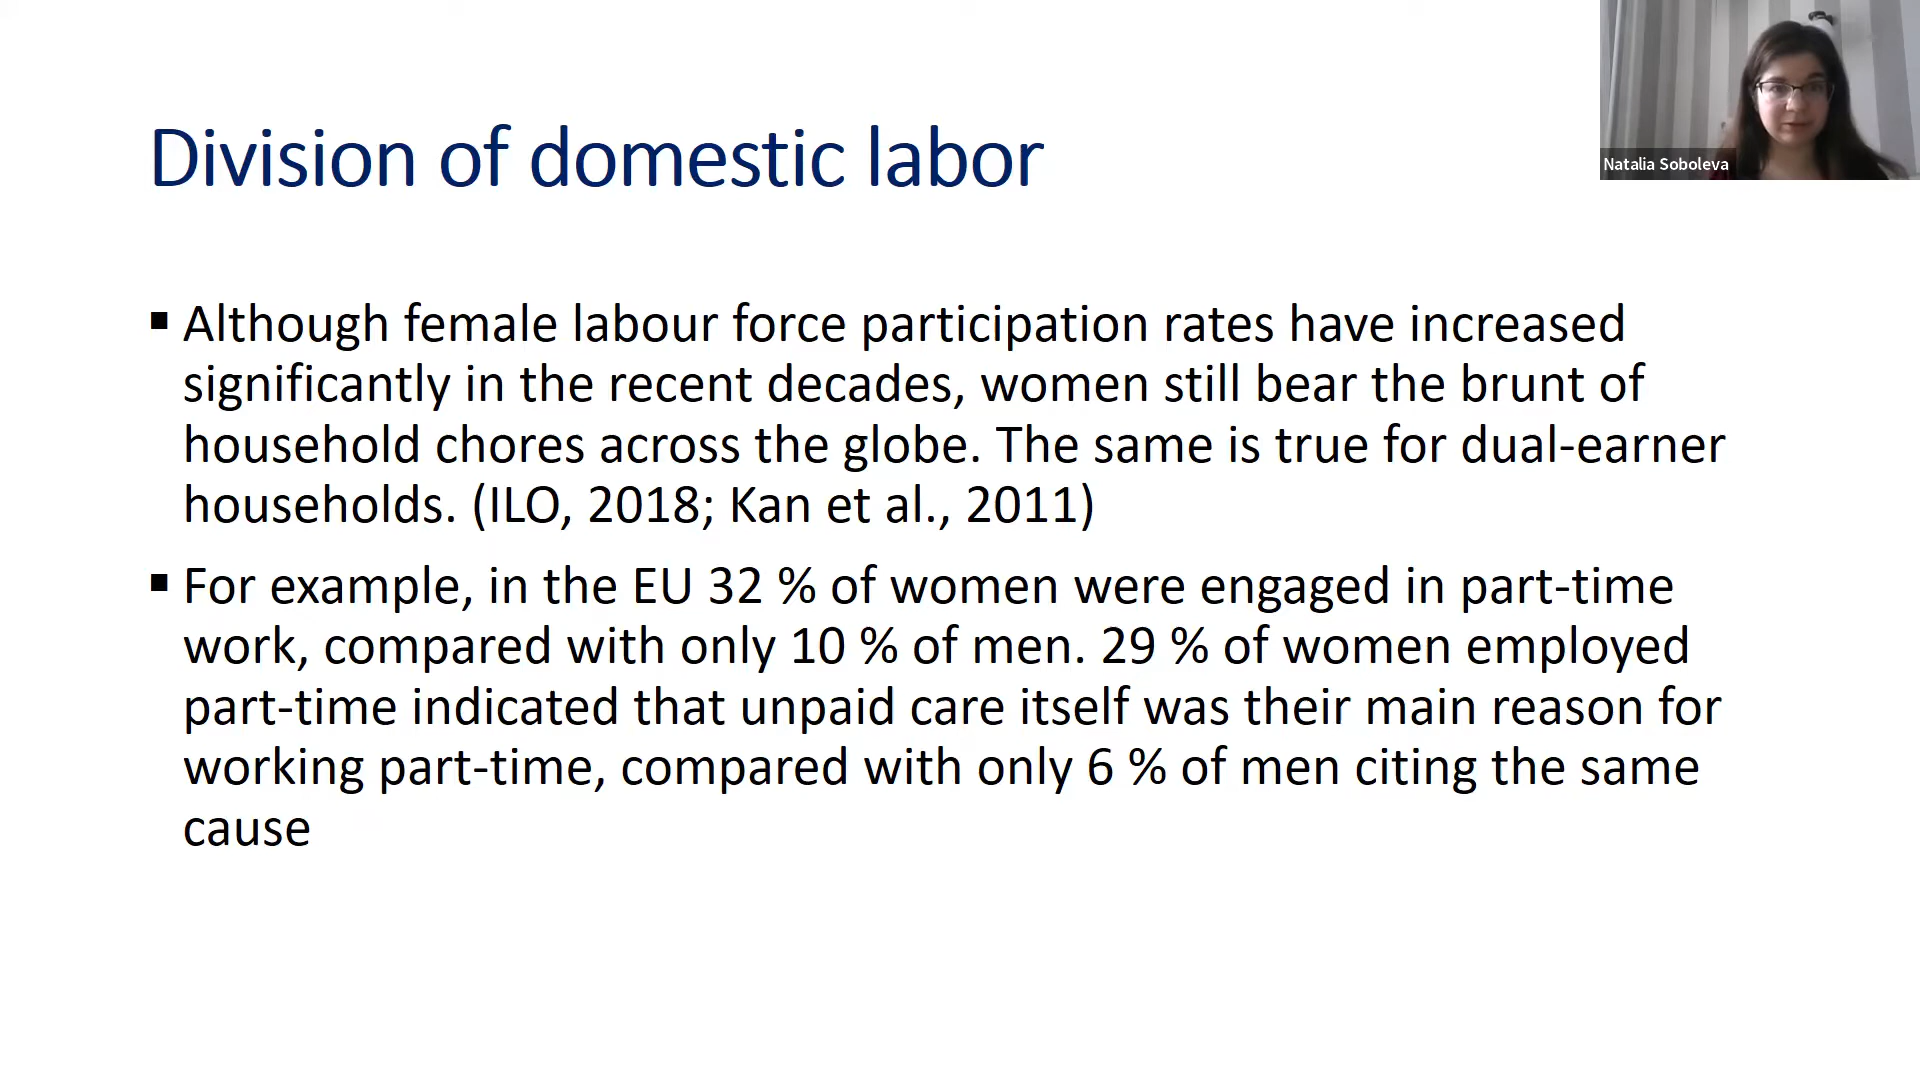 Natalia Soboleva
Division of domestic labor
▪ Although female labour force participation rates have increased
significantly in the recent decades, women still bear the brunt of
household chores across the globe. The same is true for dual-earner
households. (ILO, 2018; Kan et al., 2011)
▪ For example, in the EU 32 % of women were engaged in part-time
work, compared with only 10 % of men. 29 % of women employed
part-time indicated that unpaid care itself was their main reason for
working part-time, compared with only 6 % of men citing the same
cause